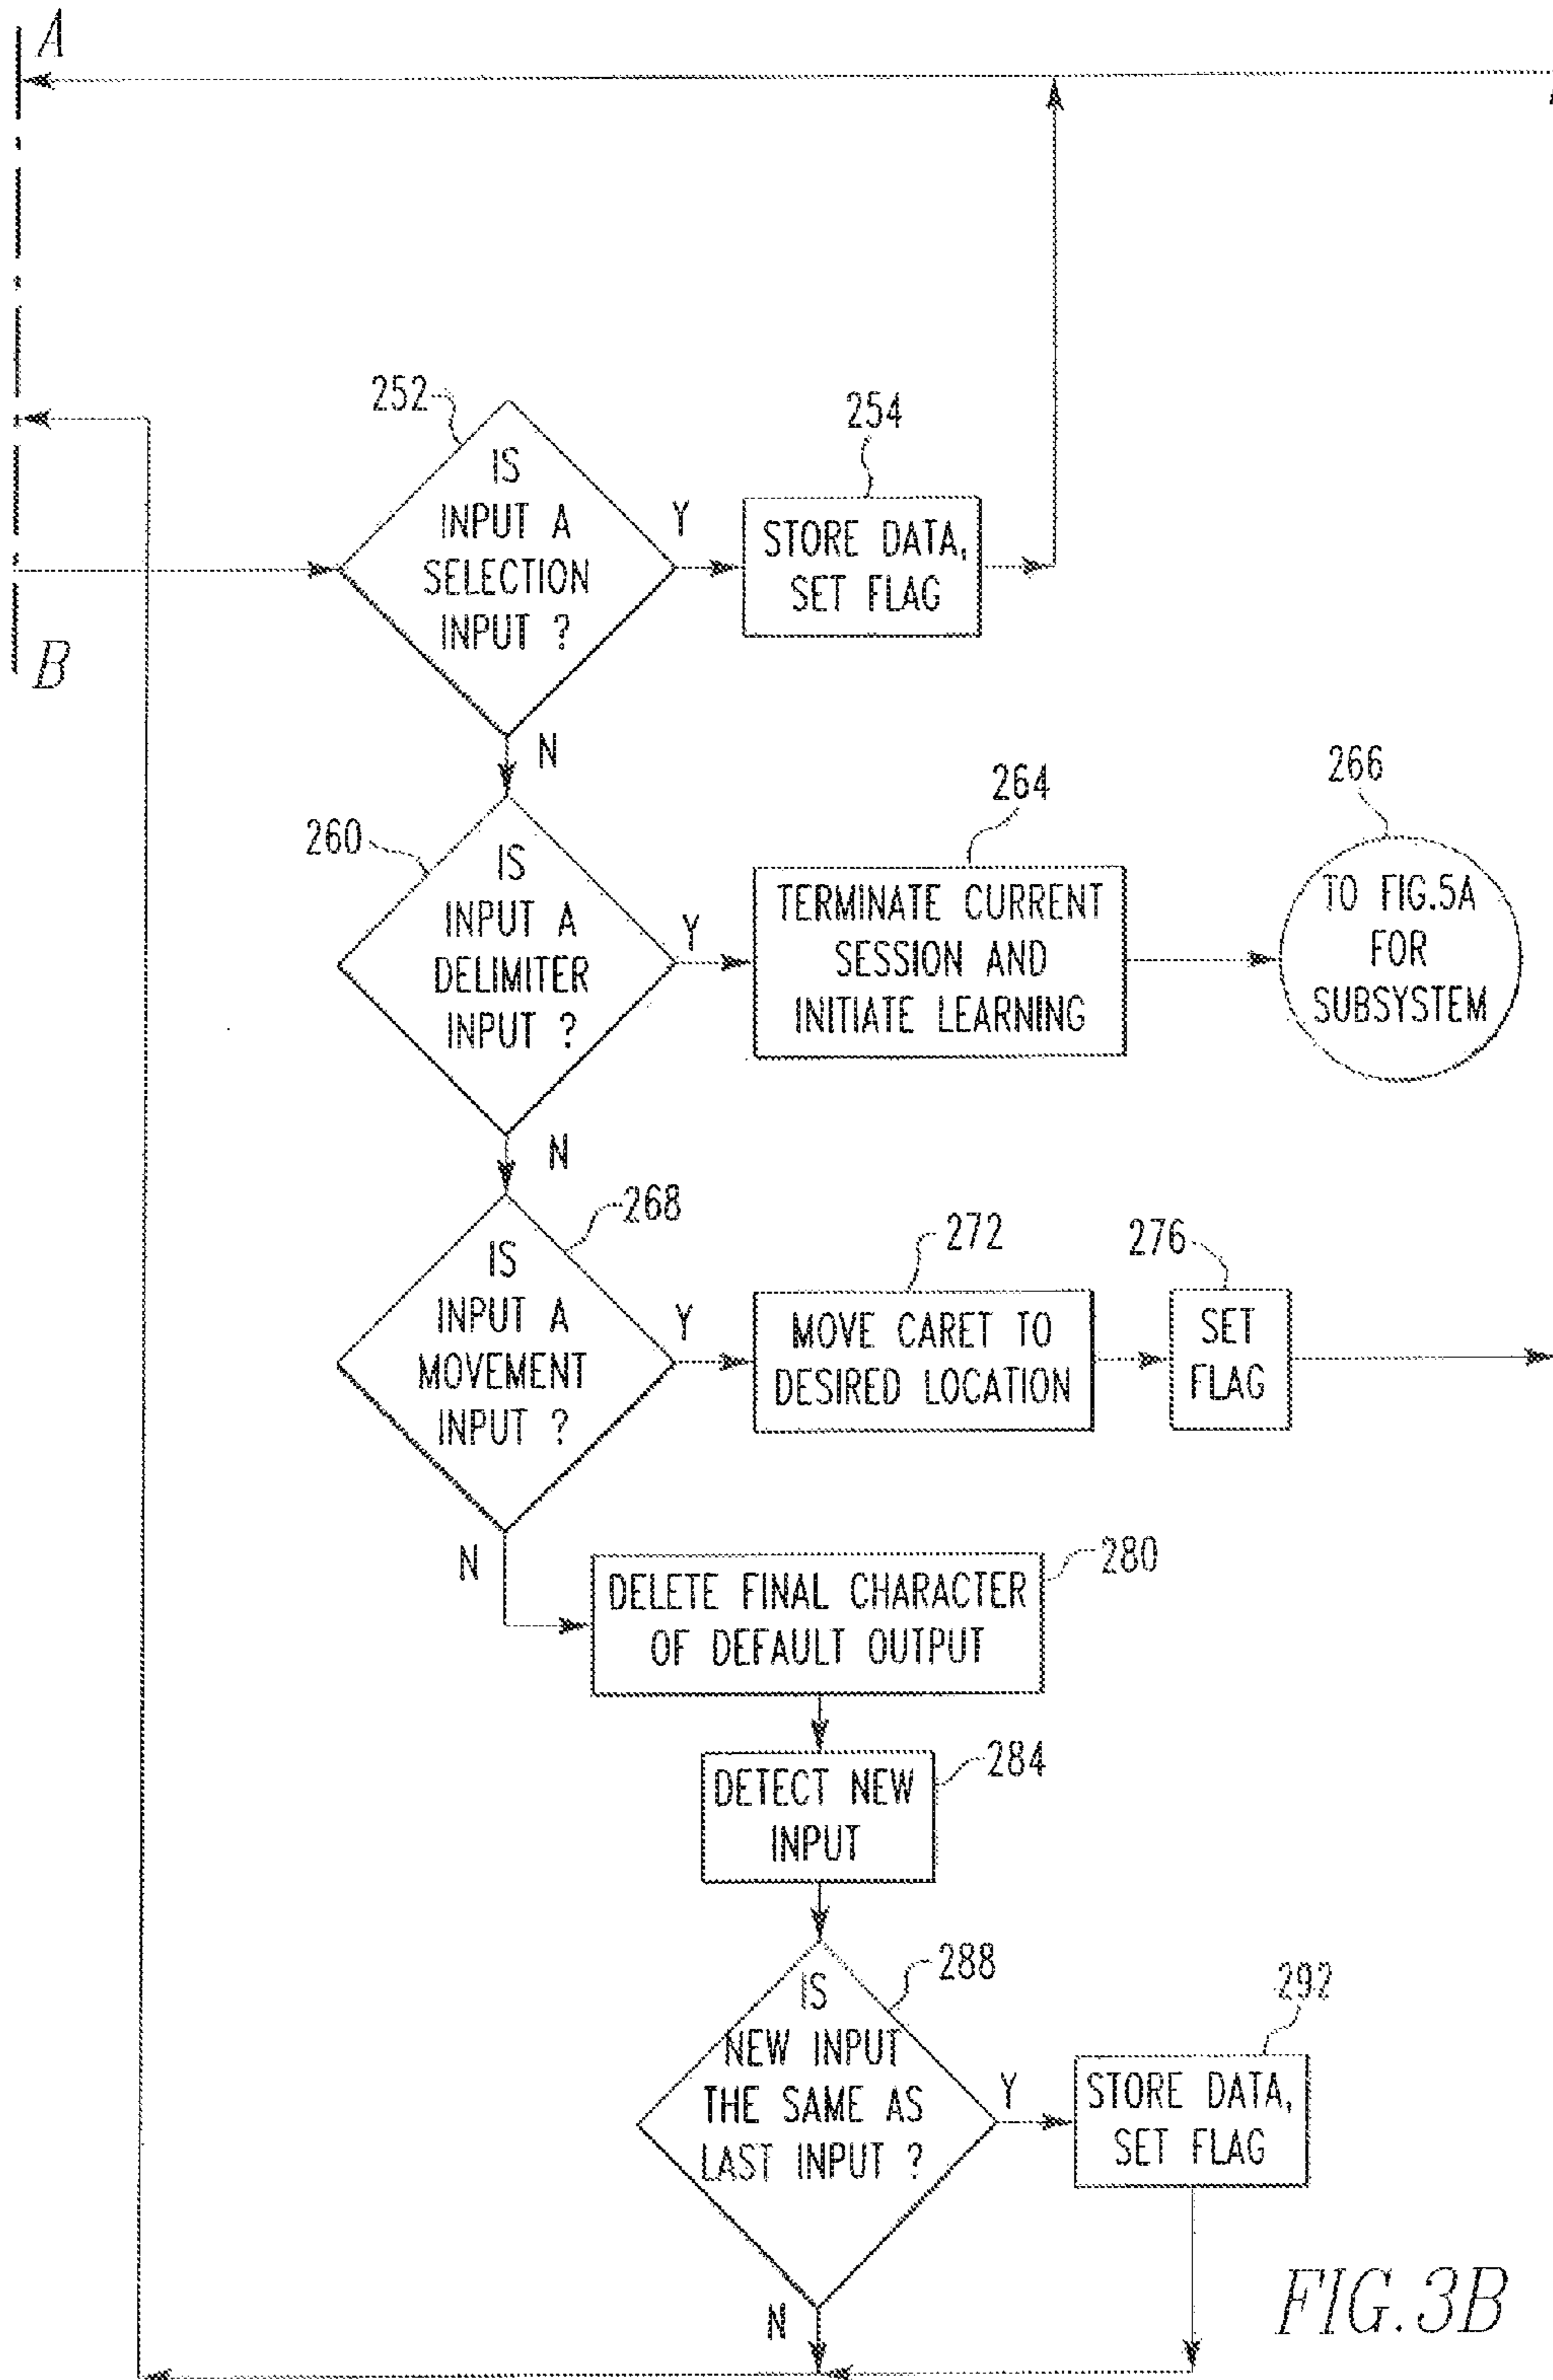 A
252
IS
INPUT A
SELECTION
INPUT ?
Y
254
STORE DATA,
SET FLAG
B
N
260
IS
INPUT A
DELIMITER
INPUT ?
Y
264
TERMINATE CURRENT
SESSION AND
INITIATE LEARNING
266
TO FIG.5A
FOR
SUBSYSTEM
N
268
IS
INPUT A
MOVEMENT
INPUT ?
Y
272
MOVE CARET TO
DESIRED LOCATION
276
SET
FLAG
N
280
DELETE FINAL CHARACTER
OF DEFAULT OUTPUT
284
DETECT NEW
INPUT
288
IS
NEW INPUT
THE SAME AS
LAST INPUT ?
Y
292
STORE DATA,
SET FLAG
N
FIG.3B